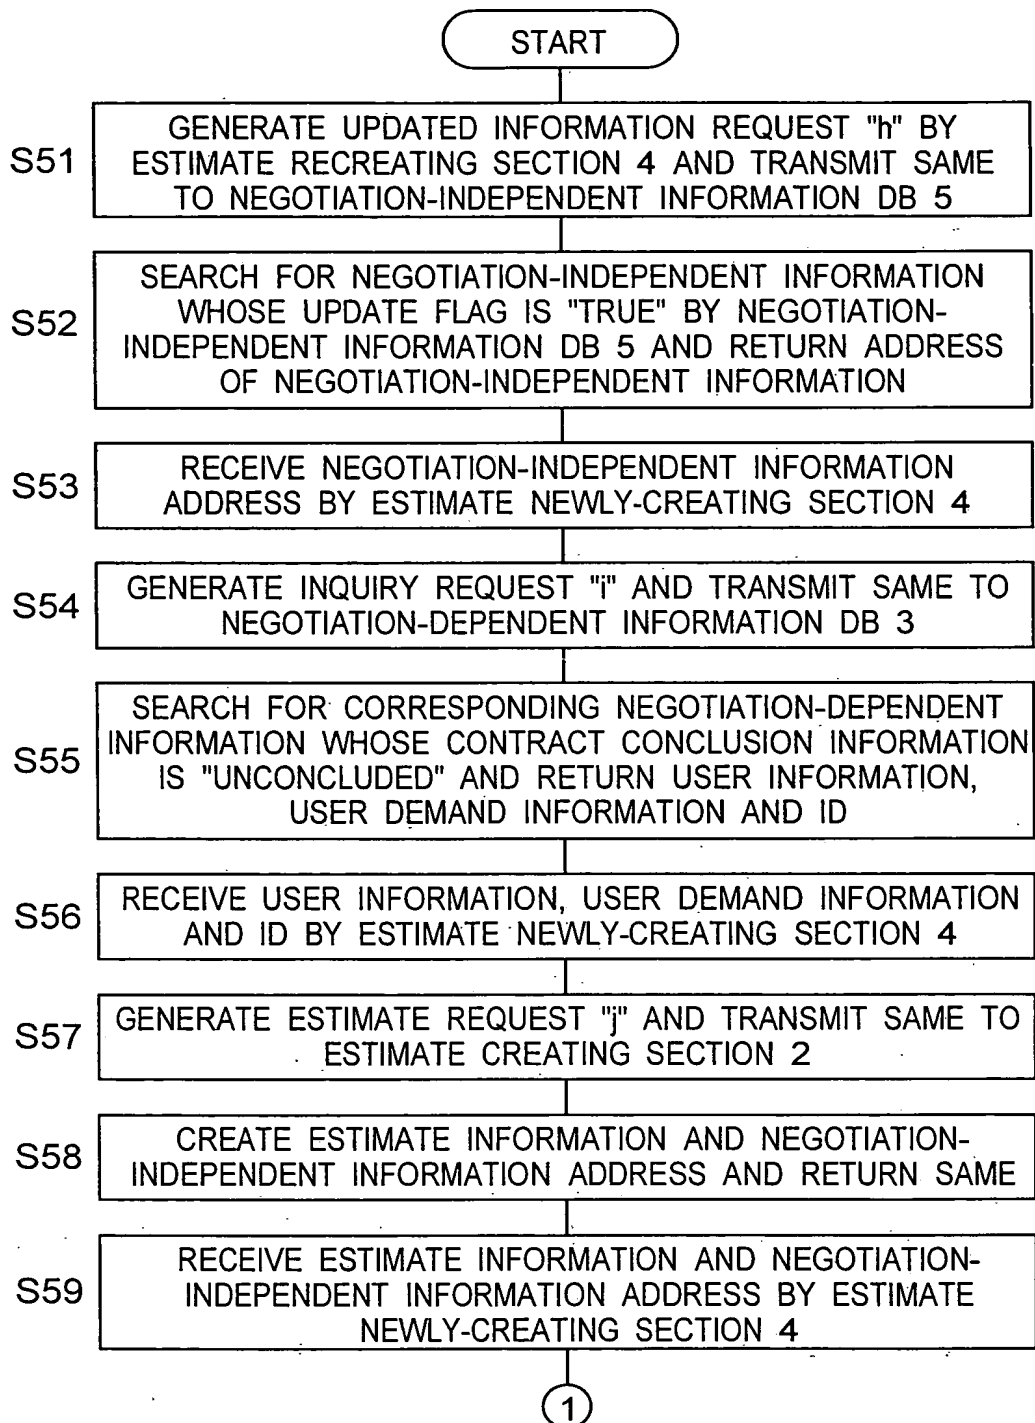 START
S51
GENERATE UPDATED INFORMATION REQUEST "h" BY
ESTIMATE RECREATING SECTION 4 AND TRANSMIT SAME
TO NEGOTIATION-INDEPENDENT INFORMATION DB 5
S52
SEARCH FOR NEGOTIATION-INDEPENDENT INFORMATION
WHOSE UPDATE FLAG IS "TRUE" BY NEGOTIATION-
INDEPENDENT INFORMATION DB 5 AND RETURN ADDRESS
OF NEGOTIATION-INDEPENDENT INFORMATION
S53
RECEIVE NEGOTIATION-INDEPENDENT INFORMATION
ADDRESS BY ESTIMATE NEWLY-CREATING SECTION 4
S54
GENERATE INQUIRY REQUEST "i" AND TRANSMIT SAME TO
NEGOTIATION-DEPENDENT INFORMATION DB 3
S55
SEARCH FOR CORRESPONDING NEGOTIATION-DEPENDENT
INFORMATION WHOSE CONTRACT CONCLUSION INFORMATION
IS "UNCONCLUDED" AND RETURN USER INFORMATION,
USER DEMAND INFORMATION AND ID
S56
RECEIVE USER INFORMATION, USER DEMAND INFORMATION
AND ID BY ESTIMATE NEWLY-CREATING SECTION 4
S57
GENERATE ESTIMATE REQUEST "j" AND TRANSMIT SAME TO
ESTIMATE CREATING SECTION 2
S58
CREATE ESTIMATE INFORMATION AND NEGOTIATION-
INDEPENDENT INFORMATION ADDRESS AND RETURN SAME
S59
RECEIVE ESTIMATE INFORMATION AND NEGOTIATION-
INDEPENDENT INFORMATION ADDRESS BY ESTIMATE
NEWLY-CREATING SECTION 4
1